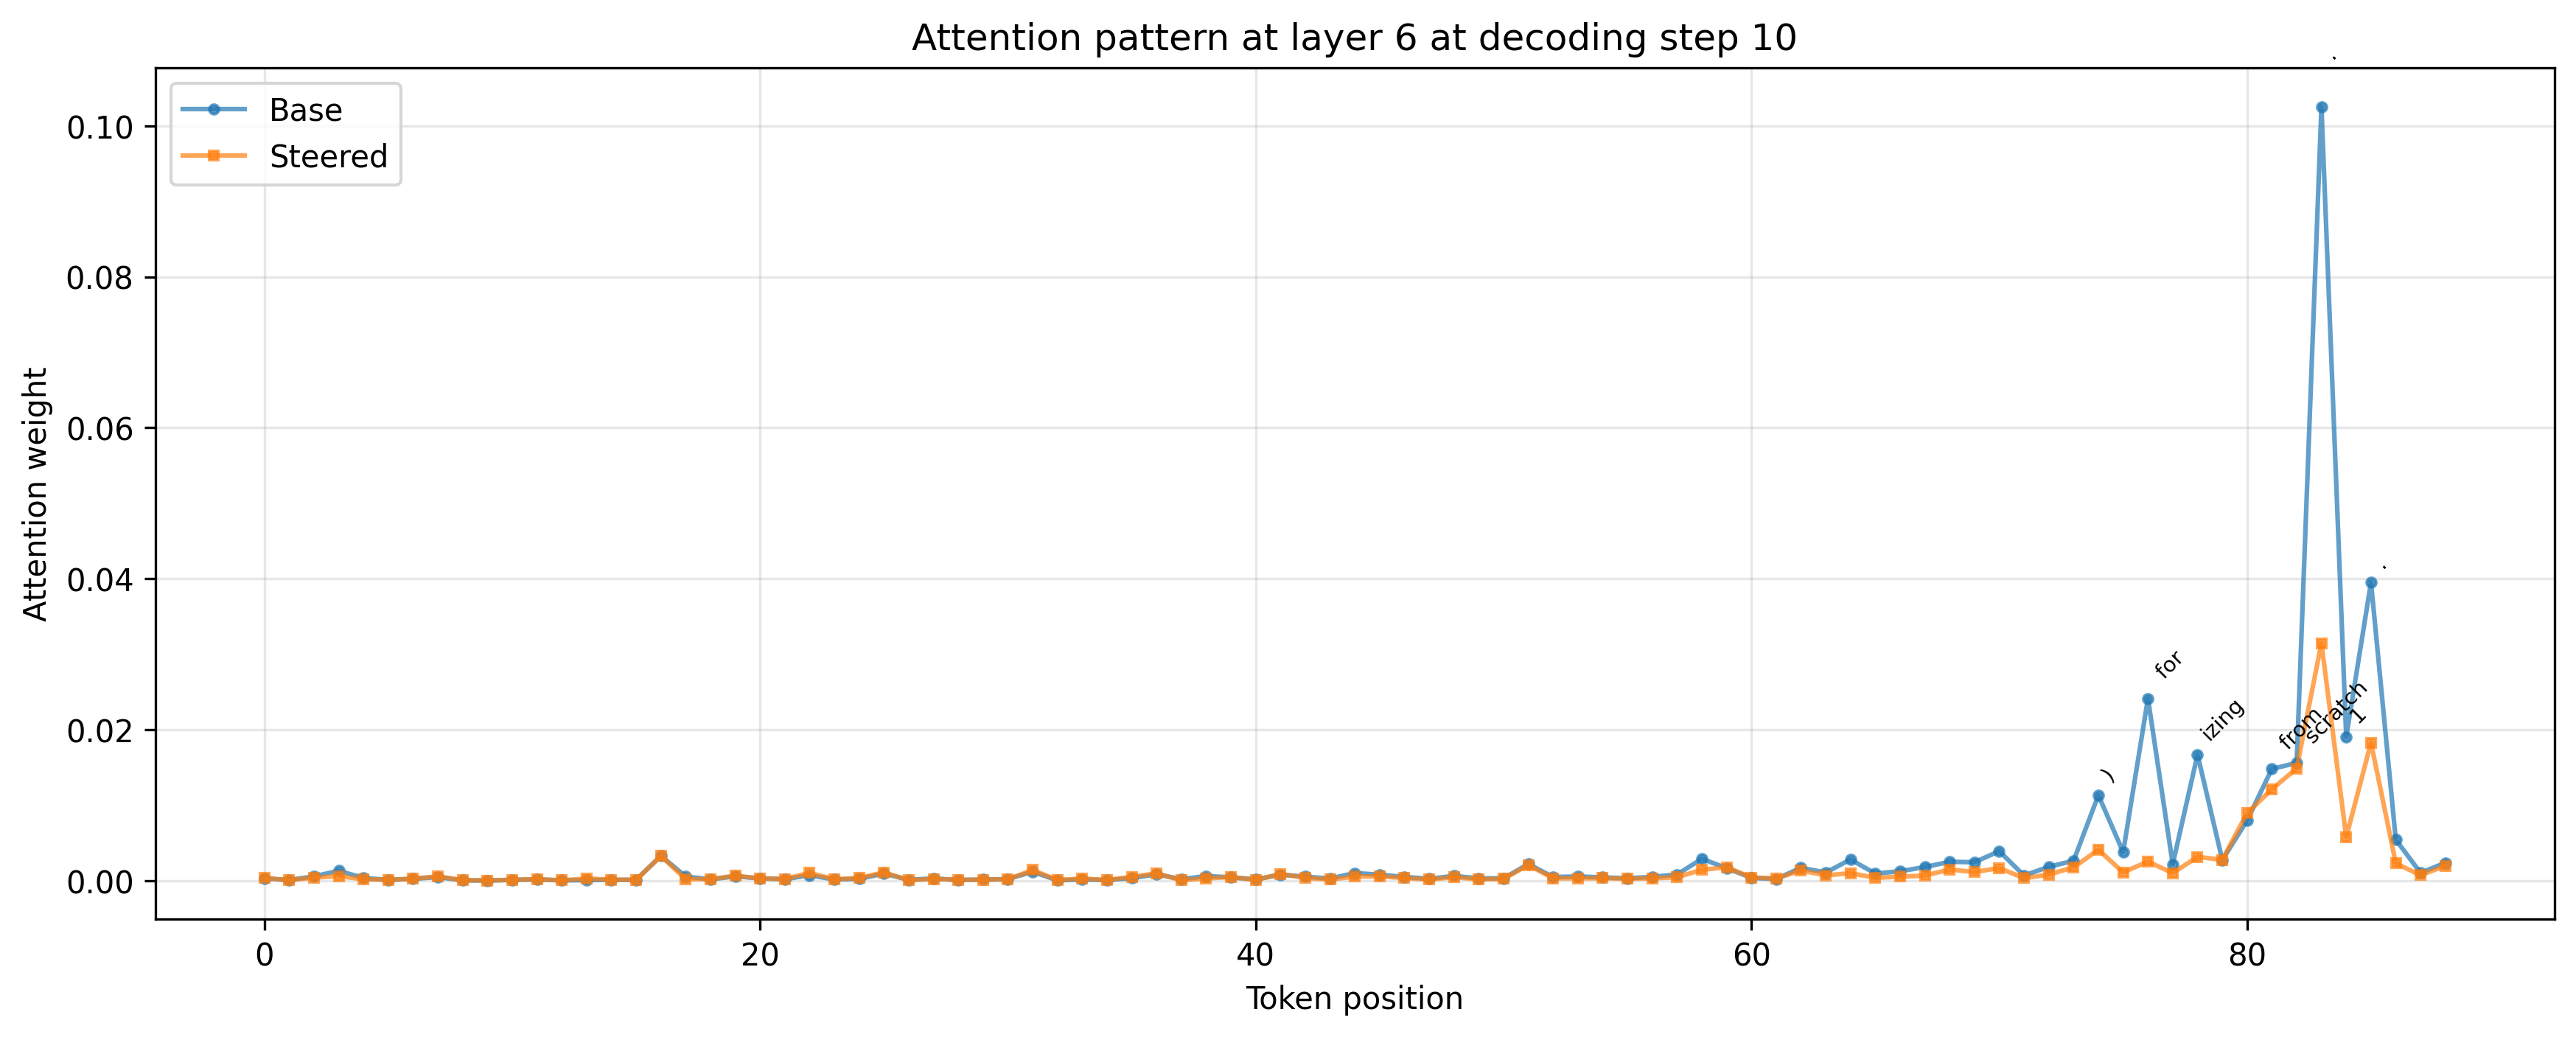 Attention pattern at layer 6 at decoding step 10
Base
Steered
0.10
0.08
0.06
0.04
0.02
0.00
Attention weight
)
for
izing
from
scratch
.
1
.
0 20 40 60 80
Token position